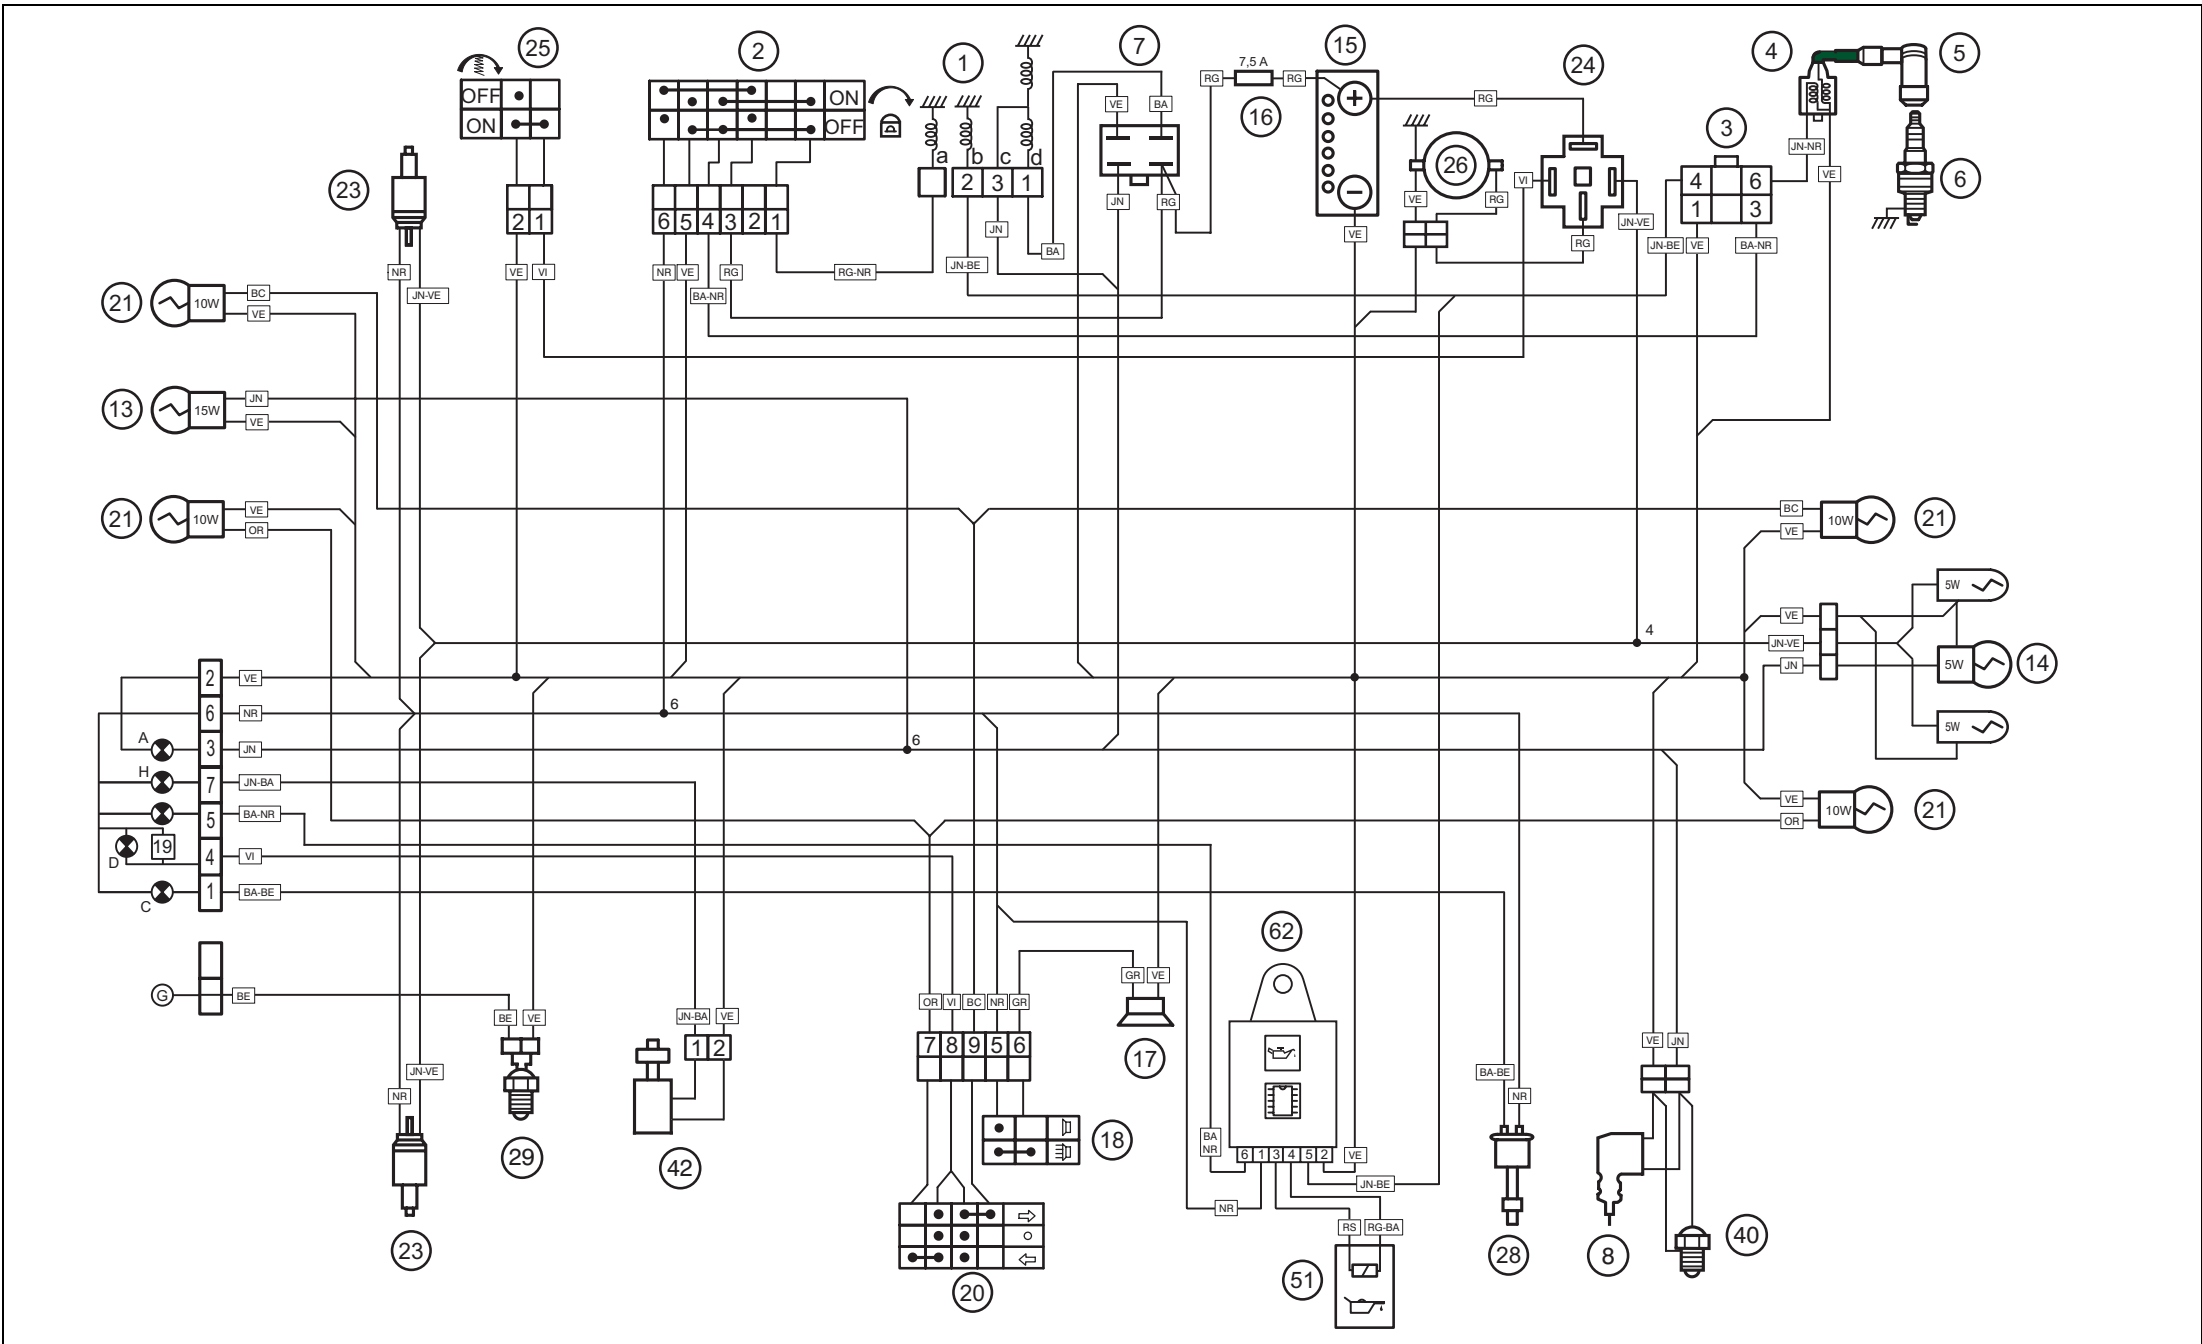 25
2
1
7
15
24
4
5
7,5 A
RG
RG
OFF
ON
ON
OFF
VE
BA
16
RG
3
6
JN-NR
VE
a
b
c
d
26
23
2
3
1
4
6
1
3
JN
RG
VE
RG
VI
JN-VE
2
1
6
5
4
3
2
1
JN
VE
RG
JN-BE
VE
BA-NR
NR
JN-VE
VE
VI
NR
VE
BA-NR
RG
RG-NR
JN-BE
BA
21
10W
BC
VE
13
15W
JN
VE
21
10W
VE
OR
BC
VE
10W
21
5W
4
VE
JN-VE
JN
5W
14
5W
2
VE
6
NR
6
A
3
JN
6
H
7
JN-BA
5
BA-NR
D
19
4
VI
C
1
BA-BE
VE
OR
10W
21
62
G
BE
BE
VE
JN-BA
VE
OR
VI
BC
NR
GR
GR
VE
1
2
7
8
9
5
6
17
JN-VE
NR
BA-BE
NR
VE
JN
29
42
18
BA
NR
6
1
3
4
5
2
VE
JN-BE
NR
RS
RG-BA
23
20
51
28
8
40